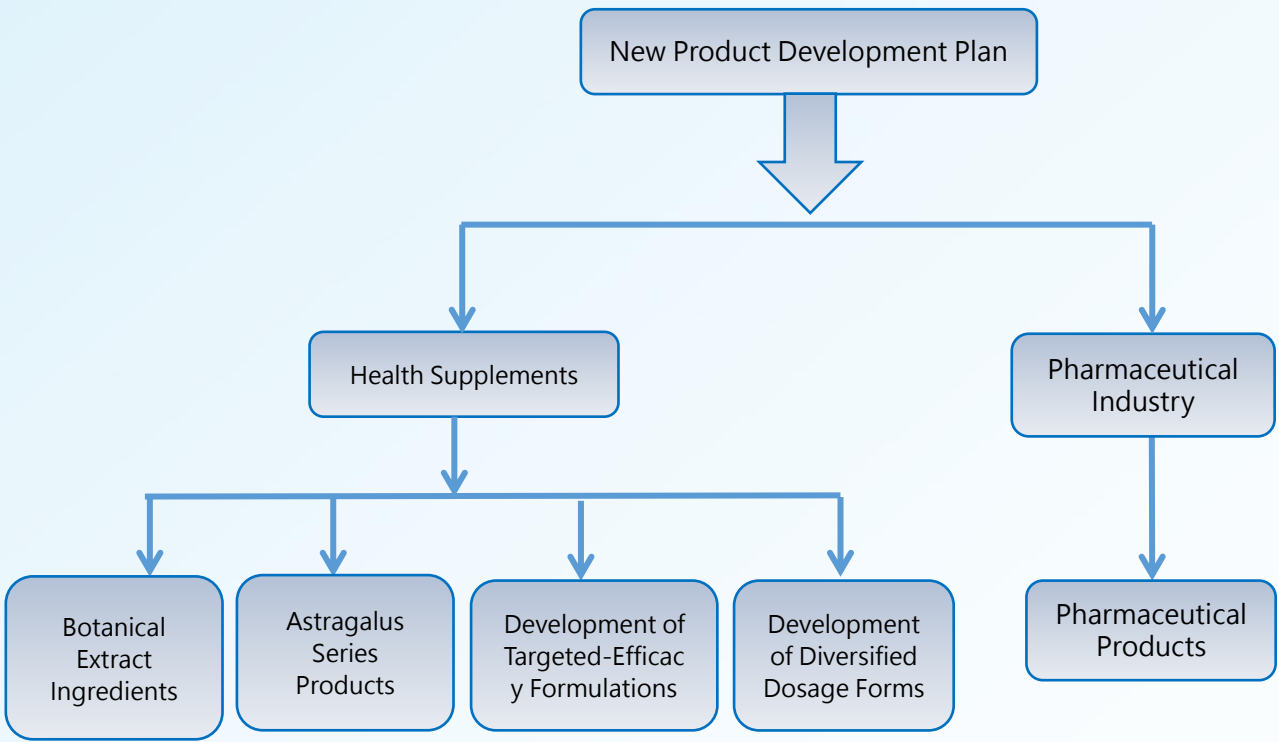 New Product Development Plan
Health Supplements
Pharmaceutical
Industry
Botanical
Extract
Ingredients
Astragalus
Series
Products
Development of
Targeted-Efficac
y Formulations
Development
of Diversified
Dosage Forms
Pharmaceutical
Products